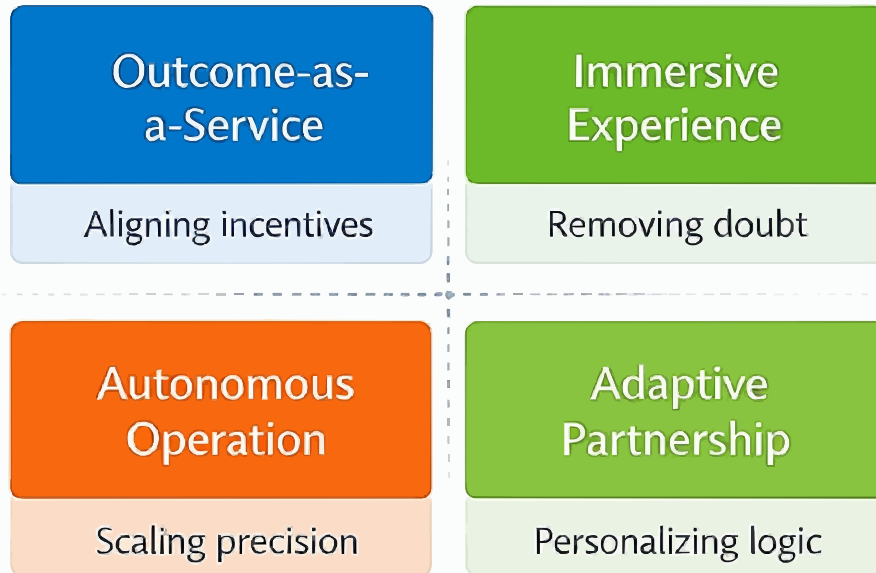 Outcome-as-
a-Service
Aligning incentives
Immersive
Experience
Removing doubt
Autonomous
Operation
Scaling precision
Adaptive
Partnership
Personalizing logic